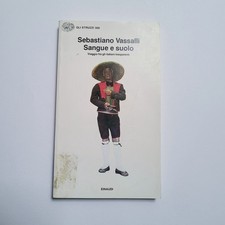 GLI STRUZZI
Sebastiano Vassalli
Sangue e suolo
Viaggio fra gli italiani trasparenti
EINAUDI